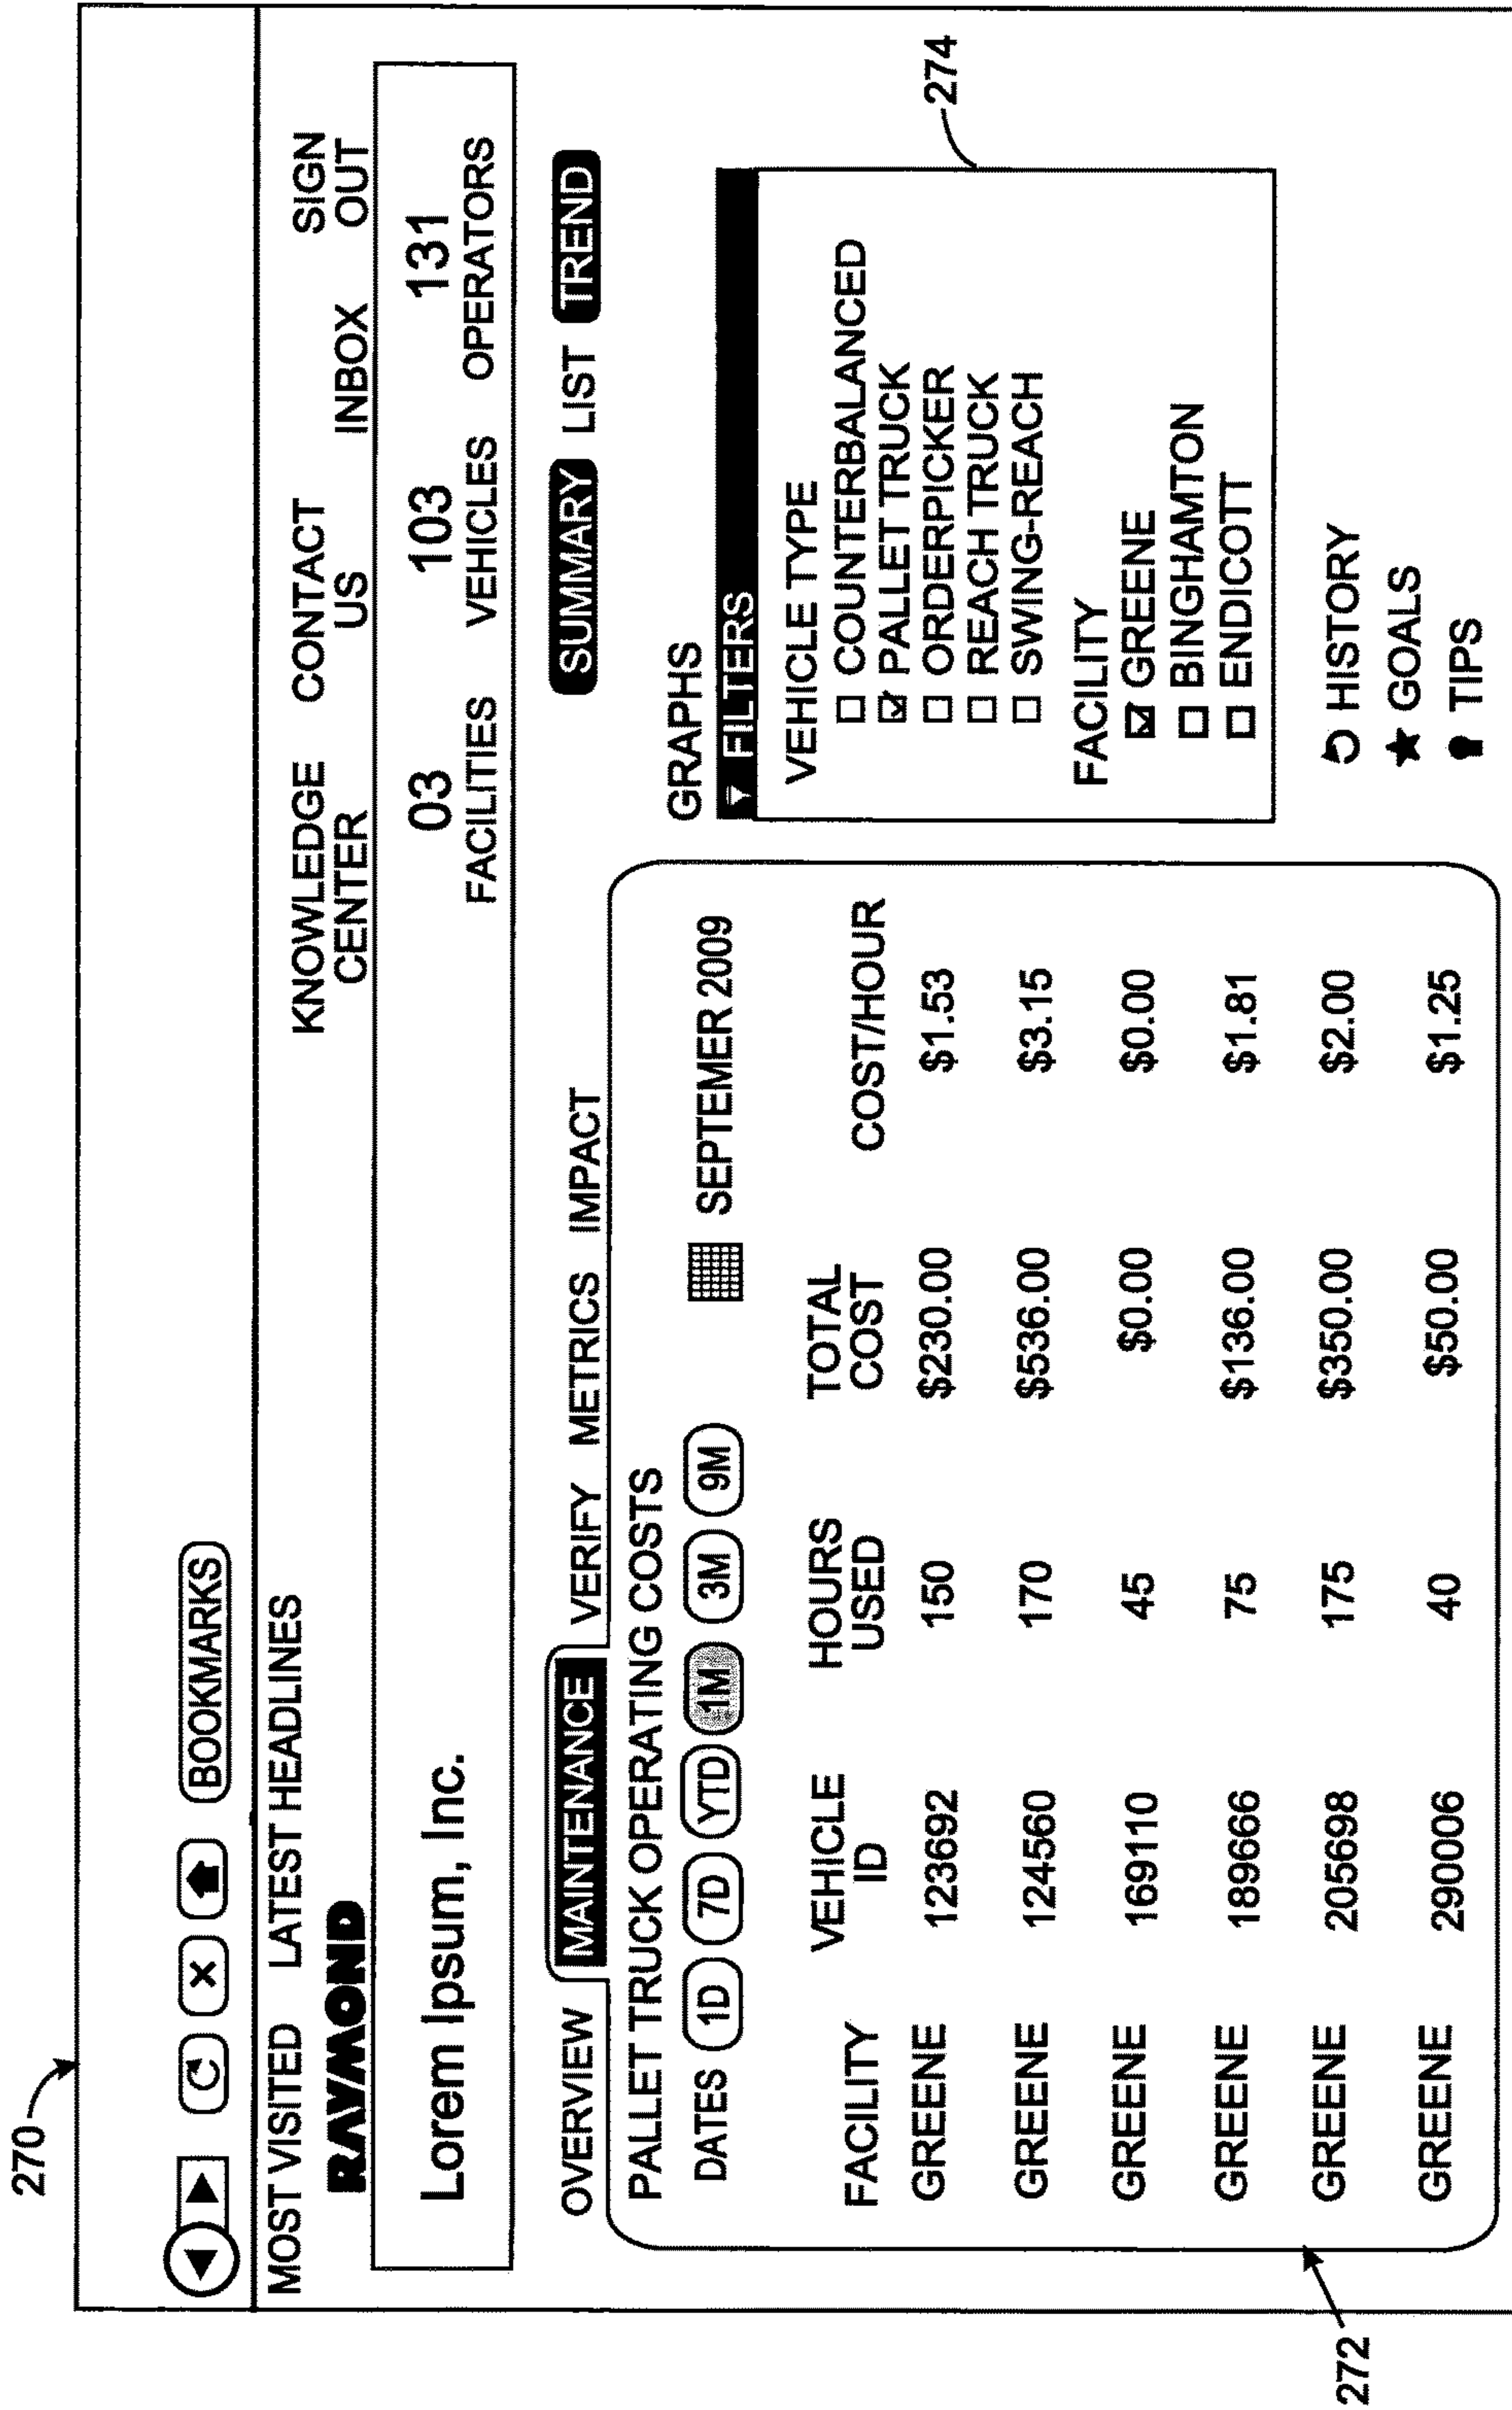 270
BOOKMARKS
MOST VISITED LATEST HEADLINES
RAYMOND
KNOWLEDGE CENTER
CONTACT US
INBOX
SIGN OUT
Lorem Ipsum, Inc.
03 FACILITIES
103 VEHICLES
131 OPERATORS
OVERVIEW MAINTENANCE VERIFY METRICS IMPACT
SUMMARY LIST TREND
PALLET TRUCK OPERATING COSTS
DATES 1D 7D YTD 1M 3M 9M SEPTEMER 2009
FACILITY VEHICLE ID HOURS USED TOTAL COST COST/HOUR
GREENE 123692 150 $230.00 $1.53
GREENE 124560 170 $536.00 $3.15
GREENE 169110 45 $0.00 $0.00
GREENE 189666 75 $136.00 $1.81
GREENE 205698 175 $350.00 $2.00
GREENE 290006 40 $50.00 $1.25
272
GRAPHS
FILTERS
VEHICLE TYPE
COUNTERBALANCED
PALLET TRUCK
ORDERPICKER
REACH TRUCK
SWING-REACH
FACILITY
GREENE
BINGHAMTON
ENDICOTT
274
HISTORY
GOALS
TIPS